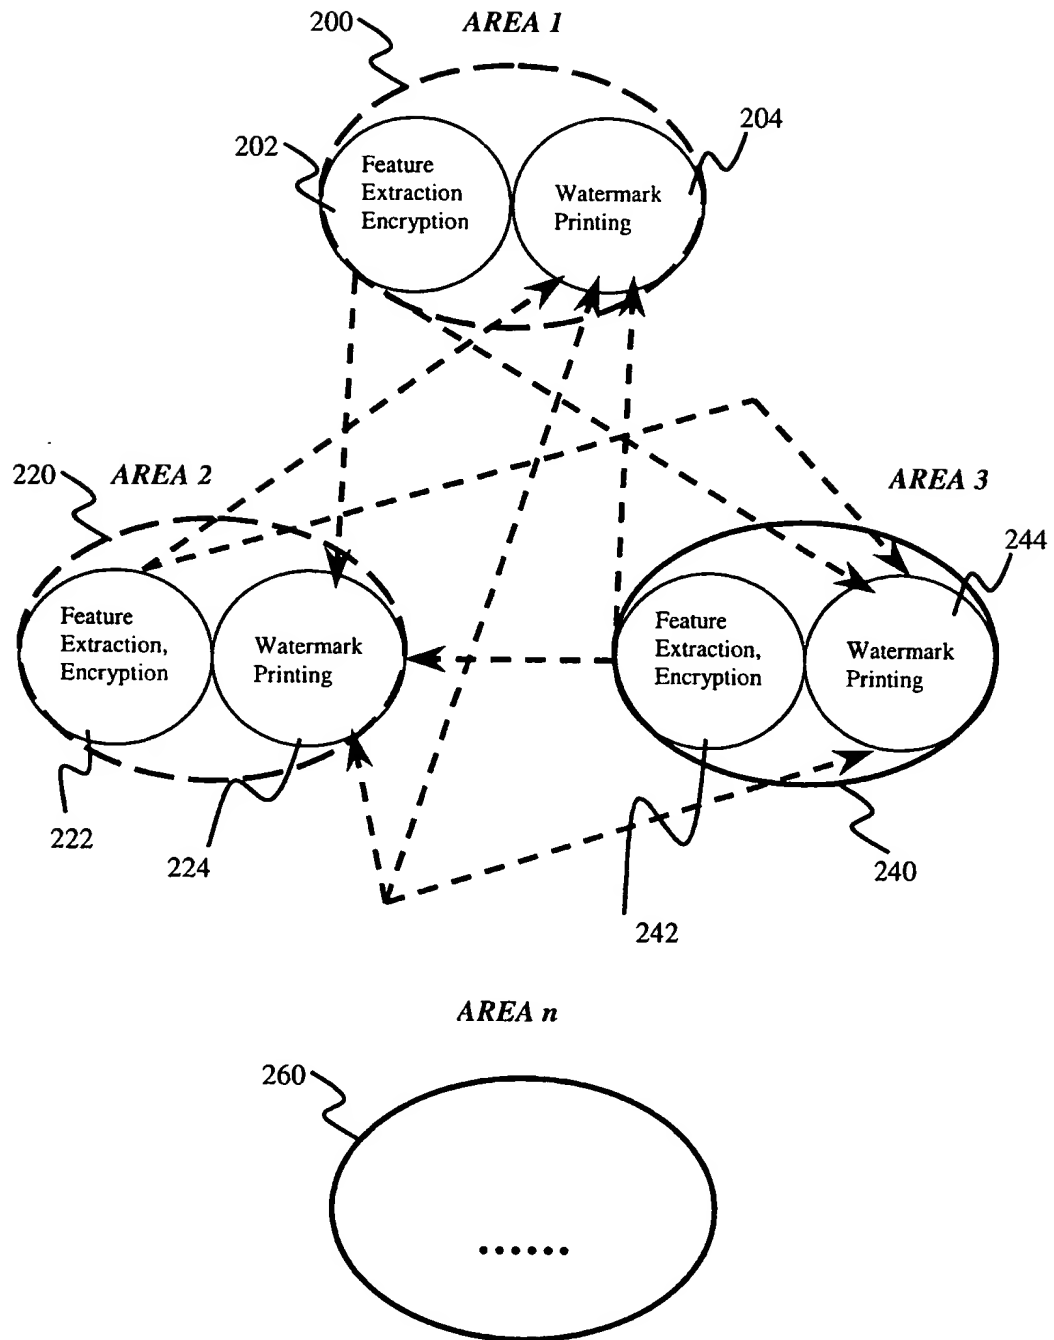 AREA 1
200
202
204
Feature
Extraction
Encryption
Watermark
Printing
AREA 2
220
AREA 3
244
Feature
Extraction,
Encryption
Watermark
Printing
Feature
Extraction,
Encryption
Watermark
Printing
222
224
240
242
AREA n
260
......